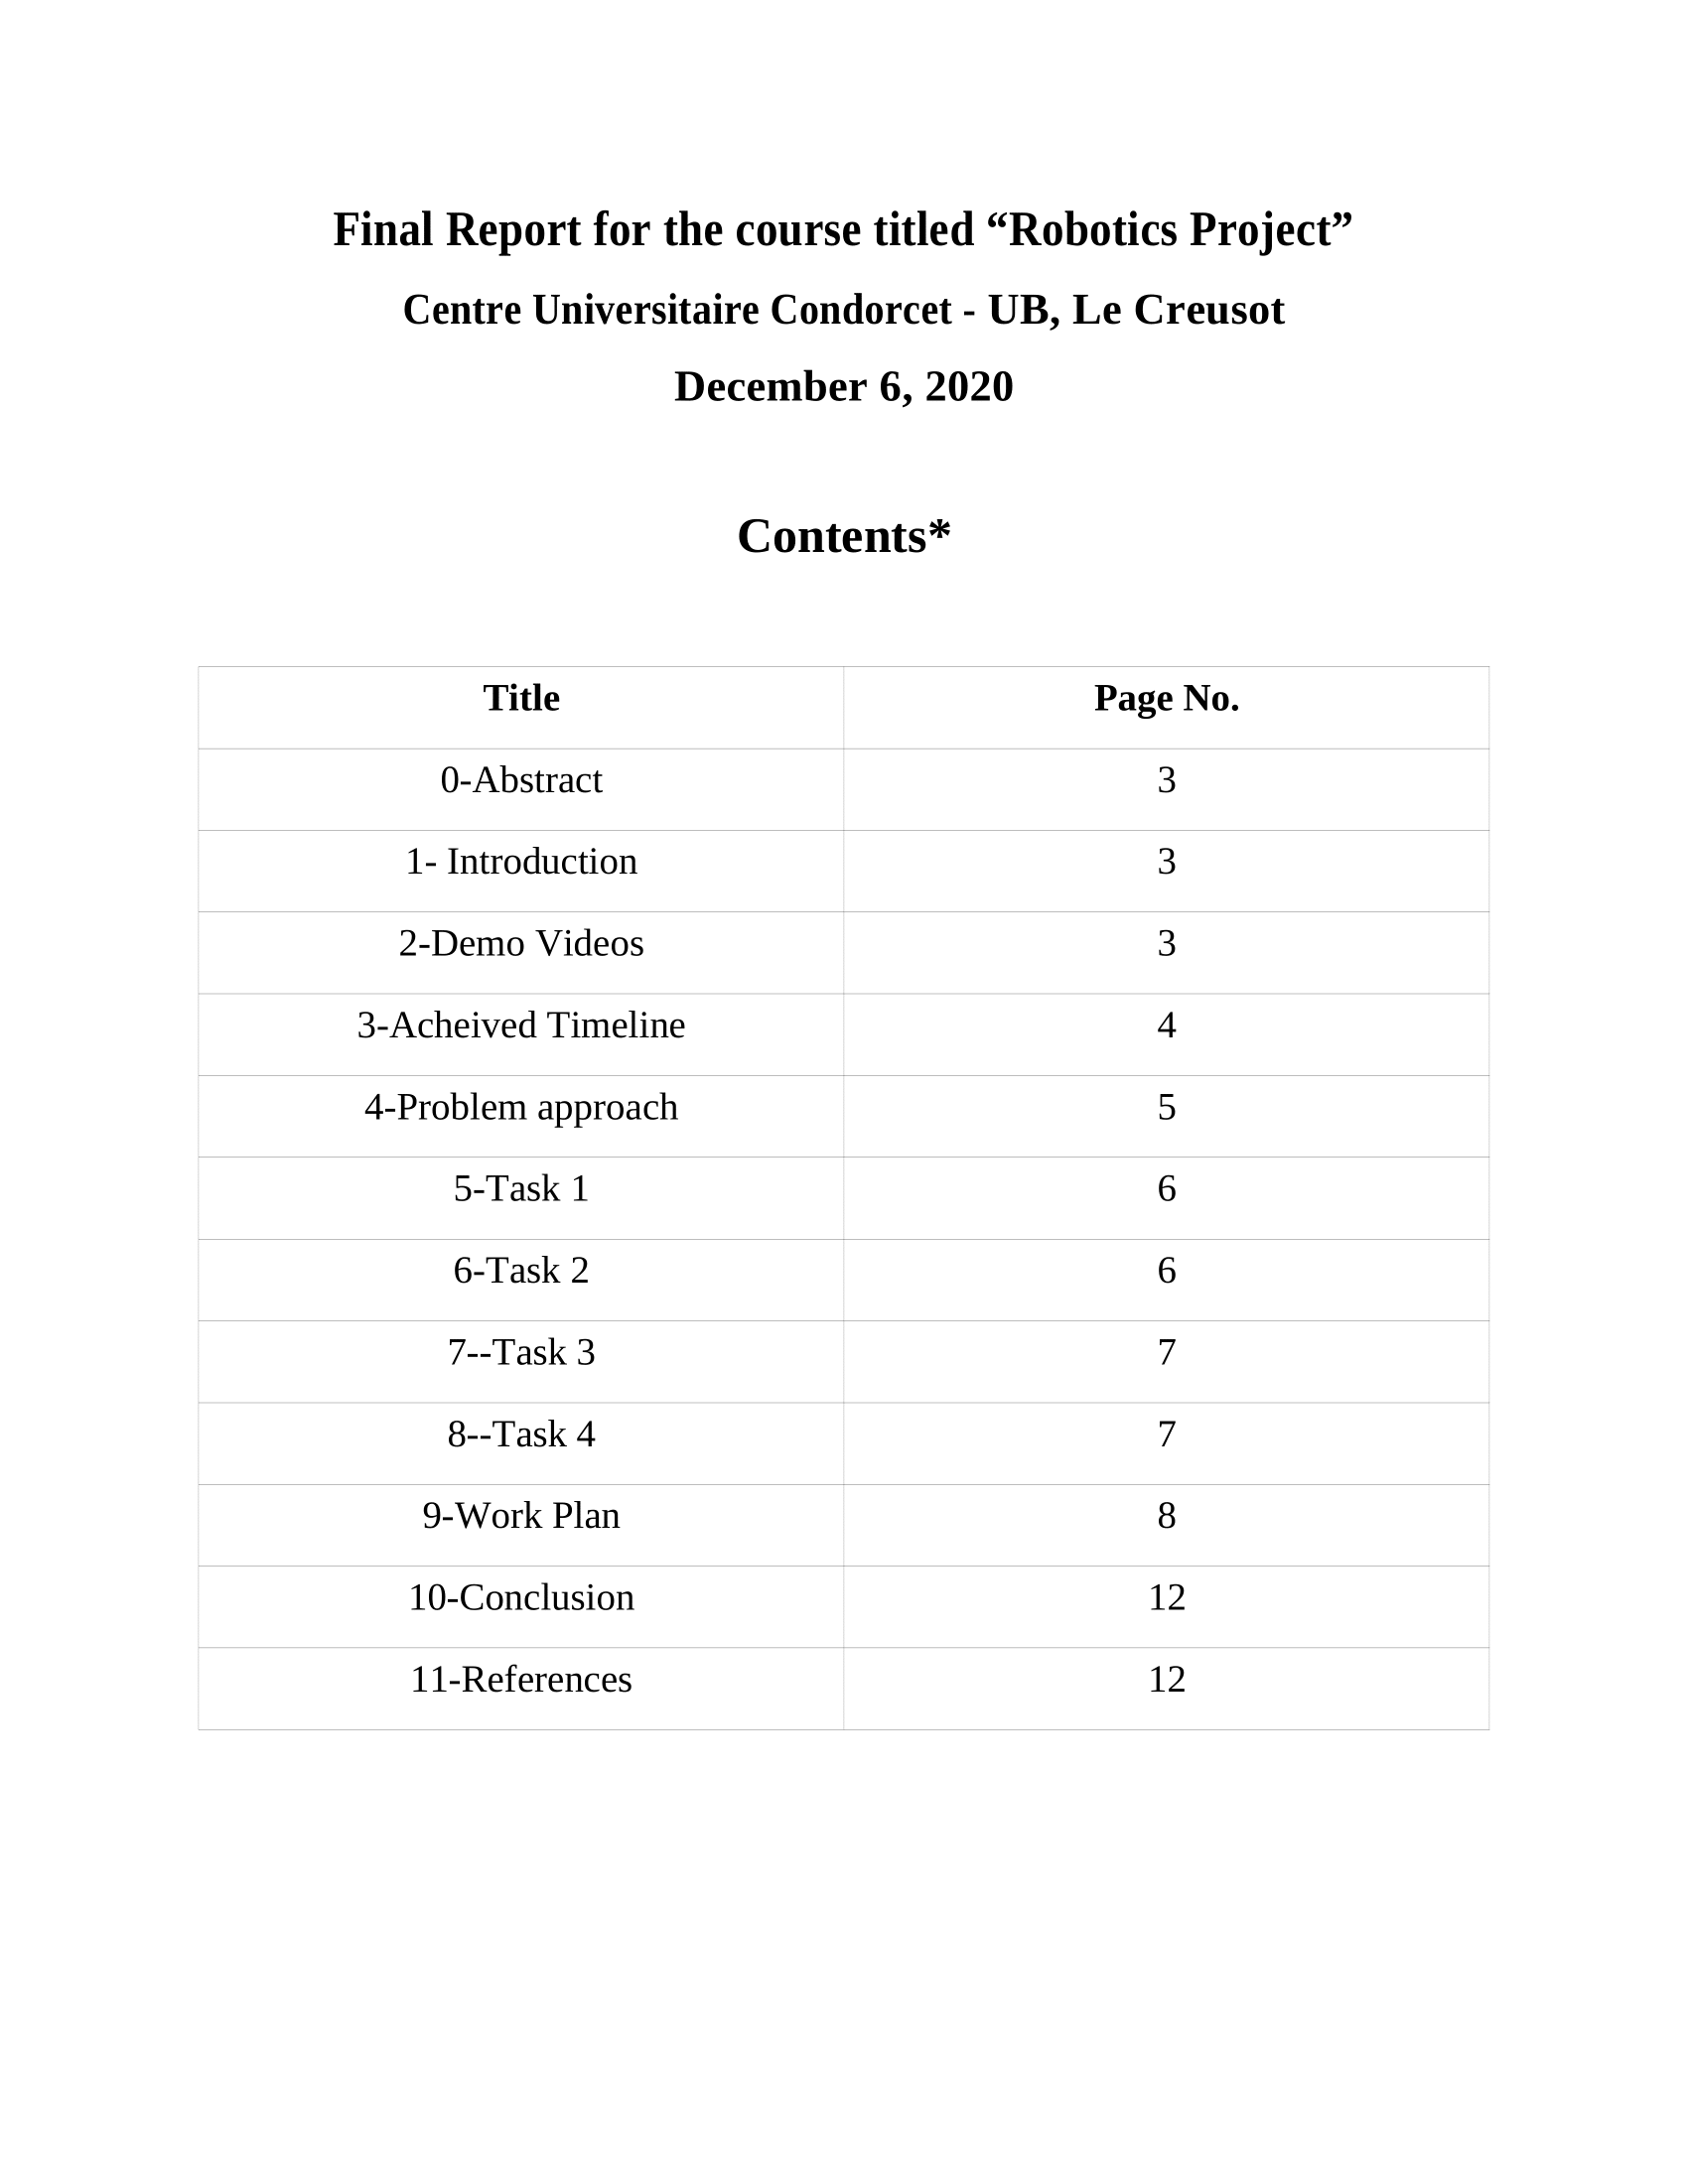 Final Report for the course titled “Robotics Project”
Centre Universitaire Condorcet - UB, Le Creusot
December 6, 2020
Contents*
Title Page No.
0-Abstract 3
1- Introduction 3
2-Demo Videos 3
3-Acheived Timeline 4
4-Problem approach 5
5-Task 1 6
6-Task 2 6
7--Task 3 7
8--Task 4 7
9-Work Plan 8
10-Conclusion 12
11-References 12